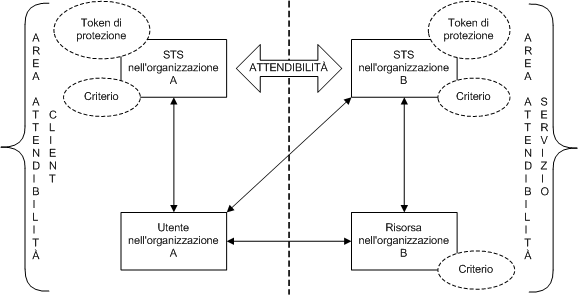 Token di
protezione
STS
nell'organizzazione
A
Criterio
ATTENDIBILITÀ
Token di
protezione
STS
nell'organizzazione
B
Criterio
AREA ATTENDIBILITÀ
CLIENT
AREA ATTENDIBILITÀ
SERVIZIO
Utente
nell'organizzazione
A
Risorsa
nell'organizzazione
B
Criterio